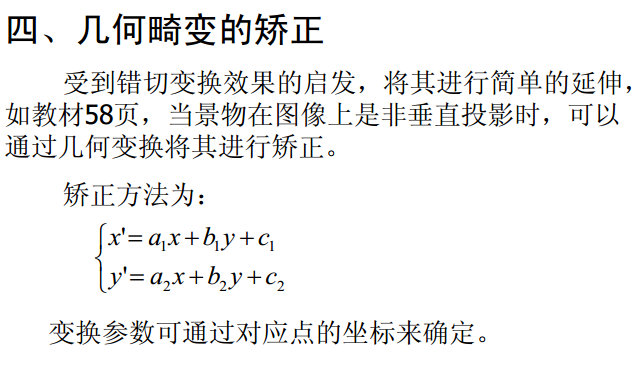 四、几何畸变的矫正
受到错切变换效果的启发，将其进行简单的延伸，
如教材58页，当景物在图像上是非垂直投影时，可以
通过几何变换将其进行矫正。
矫正方法为：
x'= a₁x + b₁y + c₁
y'= a₂x + b₂y + c₂
变换参数可通过对应点的坐标来确定。